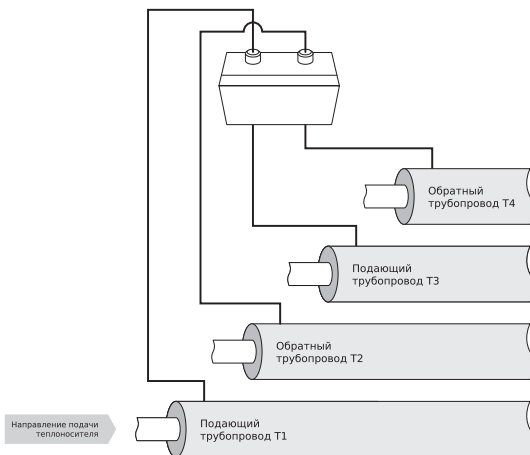 Обратный
трубопровод Т4
Подающий
трубопровод Т3
Обратный
трубопровод Т2
Подающий
трубопровод Т1
Направление подачи
теплоносителя